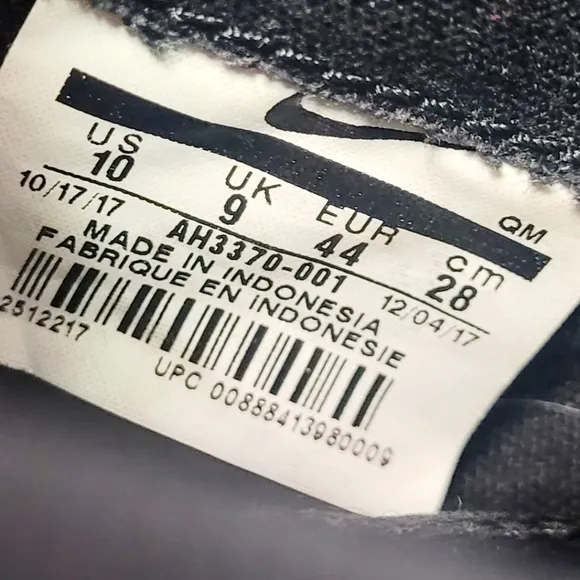 US UK EUR cm QM
10 9 44 28
10/17/17 AH3370-001 12/04/17
MADE IN INDONESIA
FABRIQUE EN INDONESIE
2512217
UPC 00888413980009